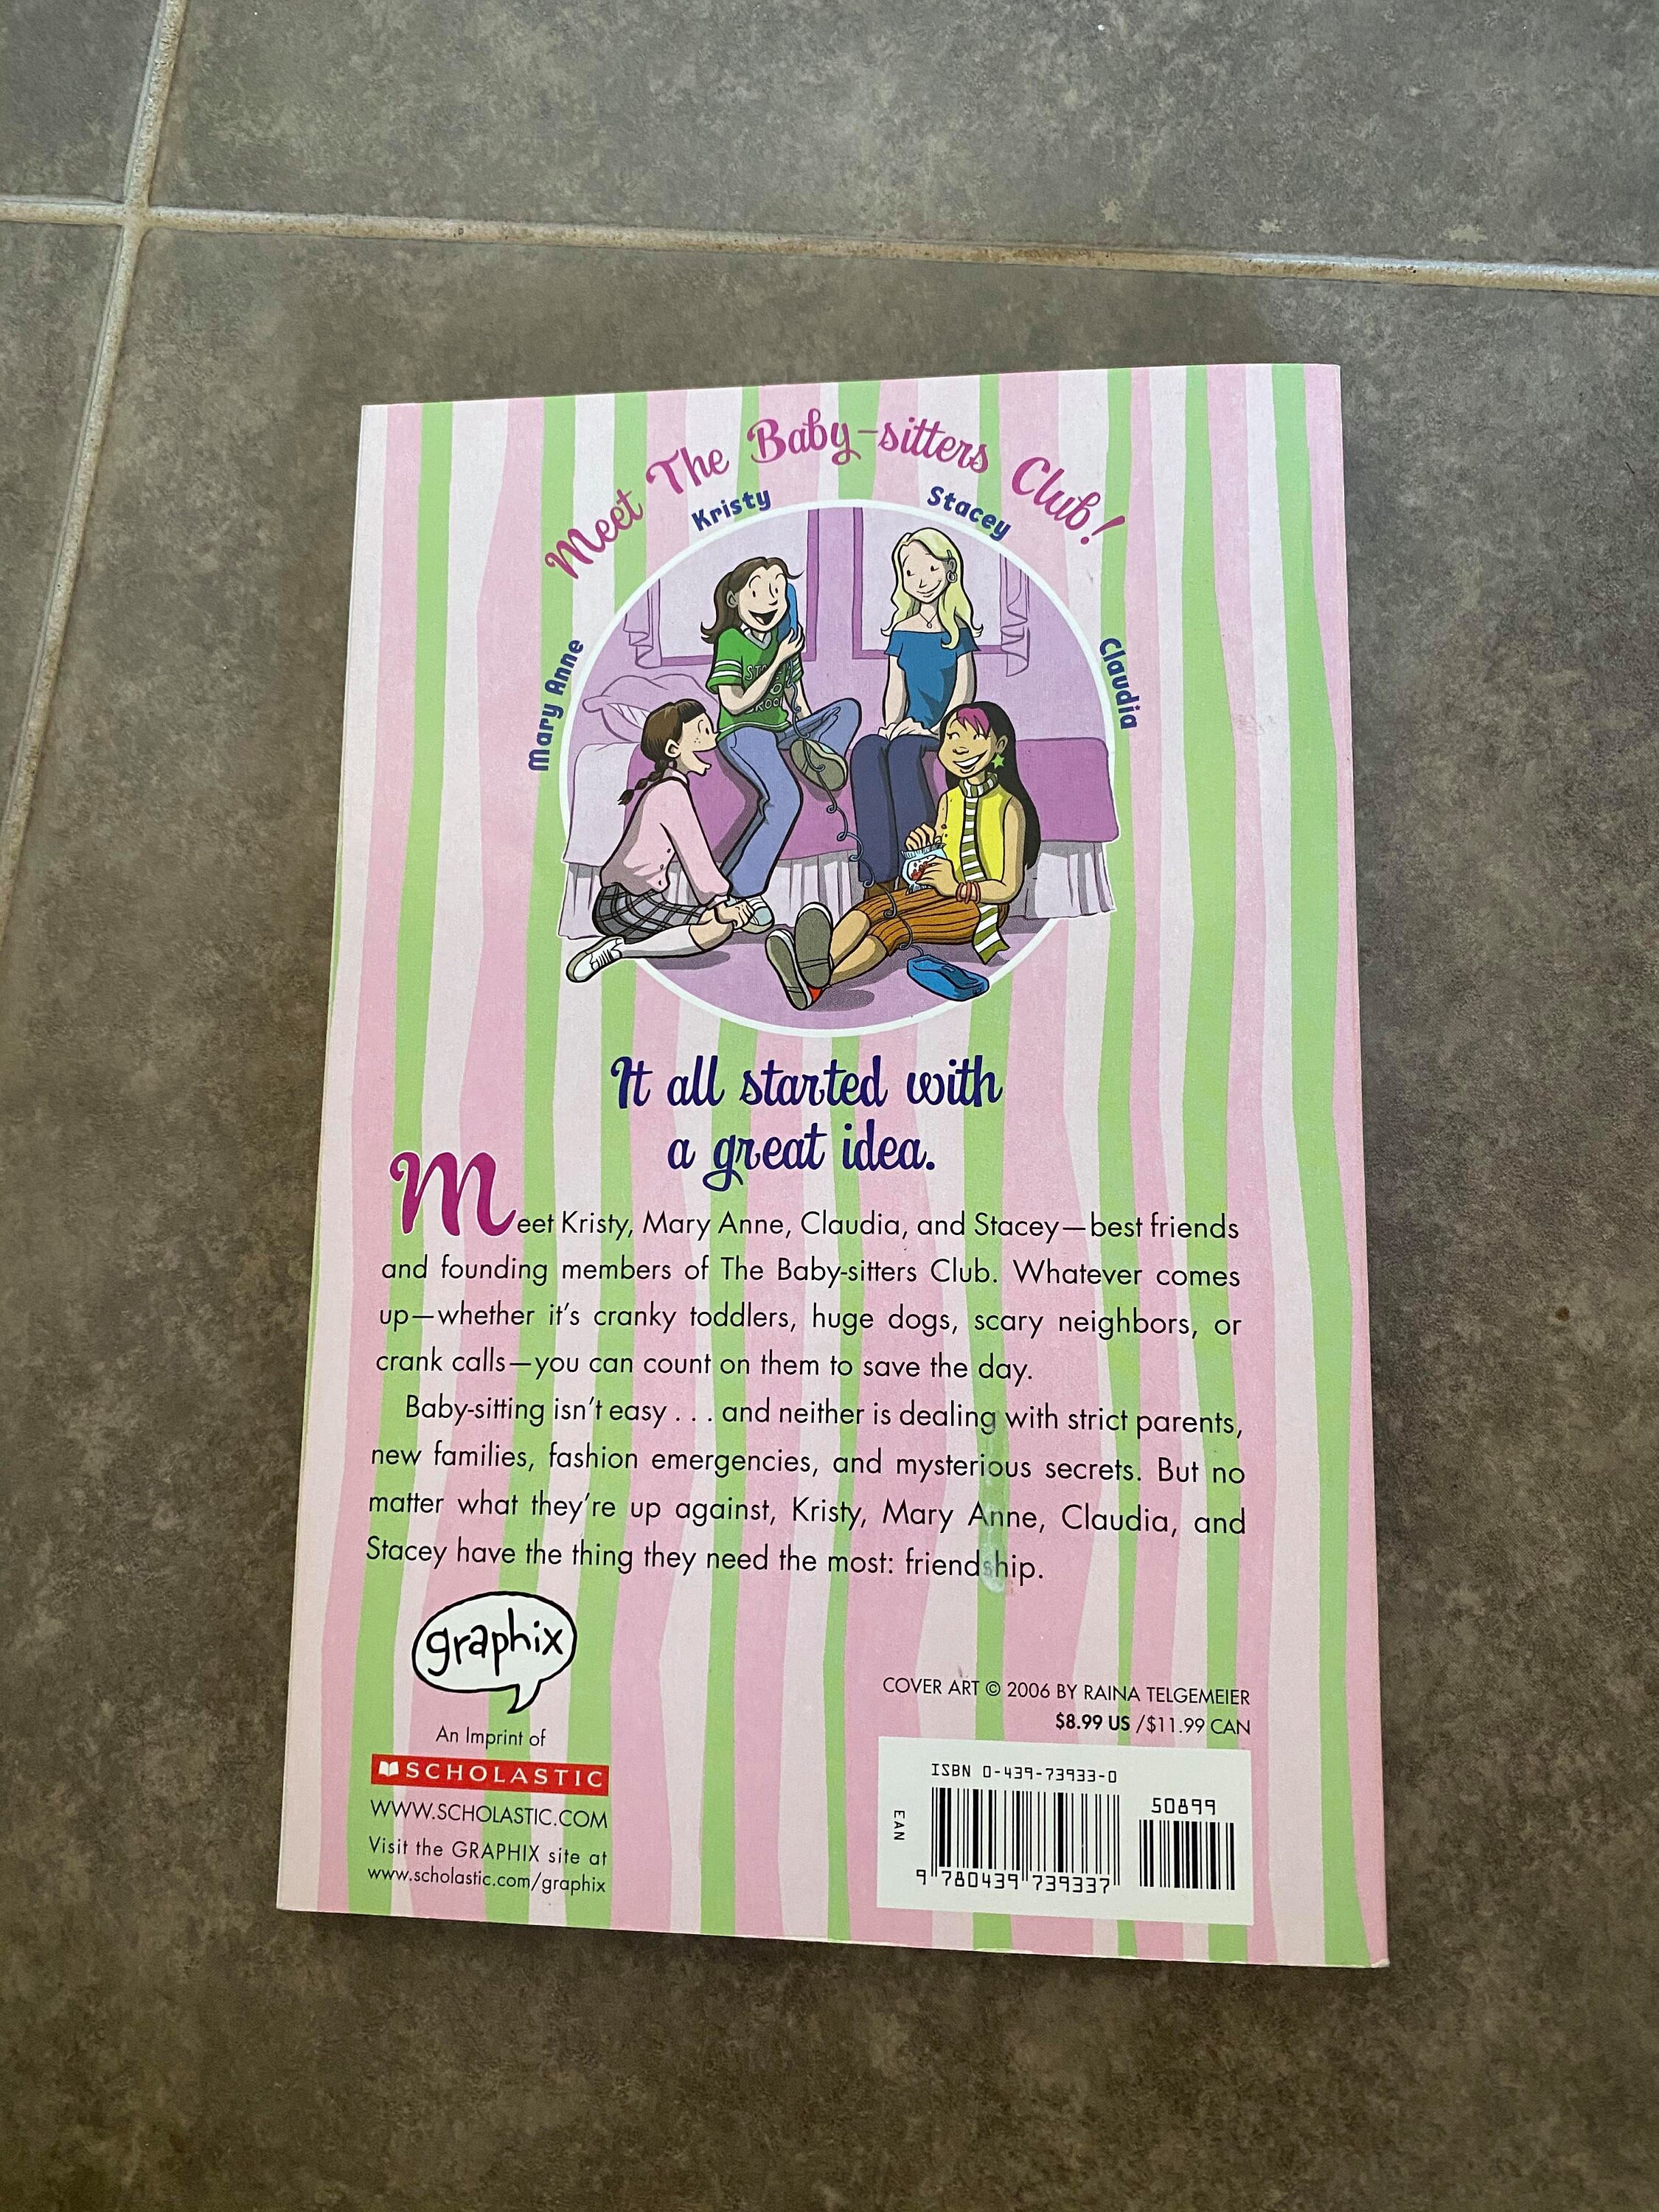 Meet The Baby-sitters Club!
Kristy
Stacey
Mary Anne
Claudia
It all started with
a great idea.
Meet Kristy, Mary Anne, Claudia, and Stacey—best friends
and founding members of The Baby-sitters Club. Whatever comes
up—whether it's cranky toddlers, huge dogs, scary neighbors, or
crank calls—you can count on them to save the day.
Baby-sitting isn't easy . . . and neither is dealing with strict parents,
new families, fashion emergencies, and mysterious secrets. But no
matter what they're up against, Kristy, Mary Anne, Claudia, and
Stacey have the thing they need the most: friendship.
graphix
An Imprint of
SCHOLASTIC
WWW.SCHOLASTIC.COM
Visit the GRAPHIX site at
www.scholastic.com/graphix
COVER ART © 2006 BY RAINA TELGEMEIER
$8.99 US / $11.99 CAN
ISBN 0-439-73933-0
50899
EAN
9 780439 739337